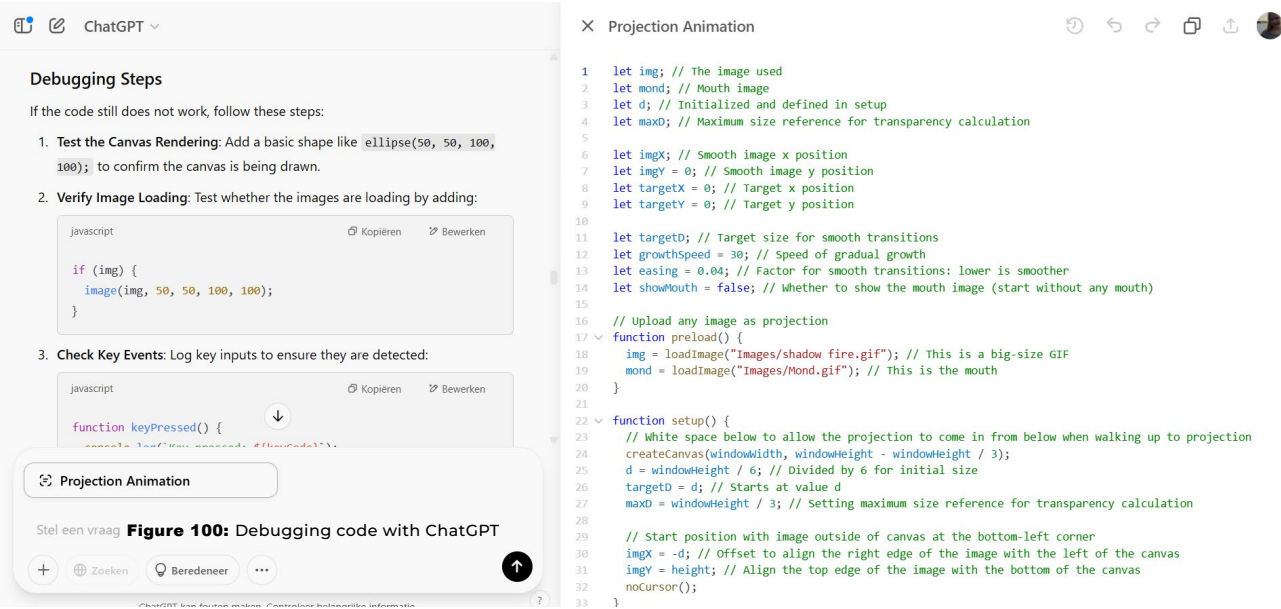 ChatGPT
Debugging Steps
If the code still does not work, follow these steps:
1. Test the Canvas Rendering: Add a basic shape like ellipse(50, 50, 100,
100); to confirm the canvas is being drawn.
2. Verify Image Loading: Test whether the images are loading by adding:
javascript Kopiëren Bewerken
if (img) {
image(img, 50, 50, 100, 100);
}
3. Check Key Events: Log key inputs to ensure they are detected:
javascript Kopiëren Bewerken
function keyPressed() {
Projection Animation
Stel een vraag Figure 100: Debugging code with ChatGPT
Zoeken Beredeneer
ChatGPT kan fouten maken. Controleer belangrijke informatie
?
Projection Animation
1 let img; // The image used
2 let mond; // Mouth image
3 let d; // Initialized and defined in setup
4 let maxD; // Maximum size reference for transparency calculation
5
6 let imgX; // Smooth image x position
7 let imgY = 0; // Smooth image y position
8 let targetX = 0; // Target x position
9 let targetY = 0; // Target y position
10
11 let targetD; // Target size for smooth transitions
12 let growthSpeed = 30; // Speed of gradual growth
13 let easing = 0.04; // Factor for smooth transitions: lower is smoother
14 let showMouth = false; // Whether to show the mouth image (start without any mouth)
15
16 // Upload any image as projection
17 function preload() {
18 img = loadImage("Images/shadow fire.gif"); // This is a big-size GIF
19 mond = loadImage("Images/Mond.gif"); // This is the mouth
20 }
21
22 function setup() {
23 // White space below to allow the projection to come in from below when walking up to projection
24 createCanvas(windowWidth, windowHeight - windowHeight / 3);
25 d = windowHeight / 6; // Divided by 6 for initial size
26 targetD = d; // Starts at value d
27 maxD = windowHeight / 3; // Setting maximum size reference for transparency calculation
28
29 // Start position with image outside of canvas at the bottom-left corner
30 imgX = -d; // Offset to align the right edge of the image with the left of the canvas
31 imgY = height; // Align the top edge of the image with the bottom of the canvas
32 noCursor();
33 }